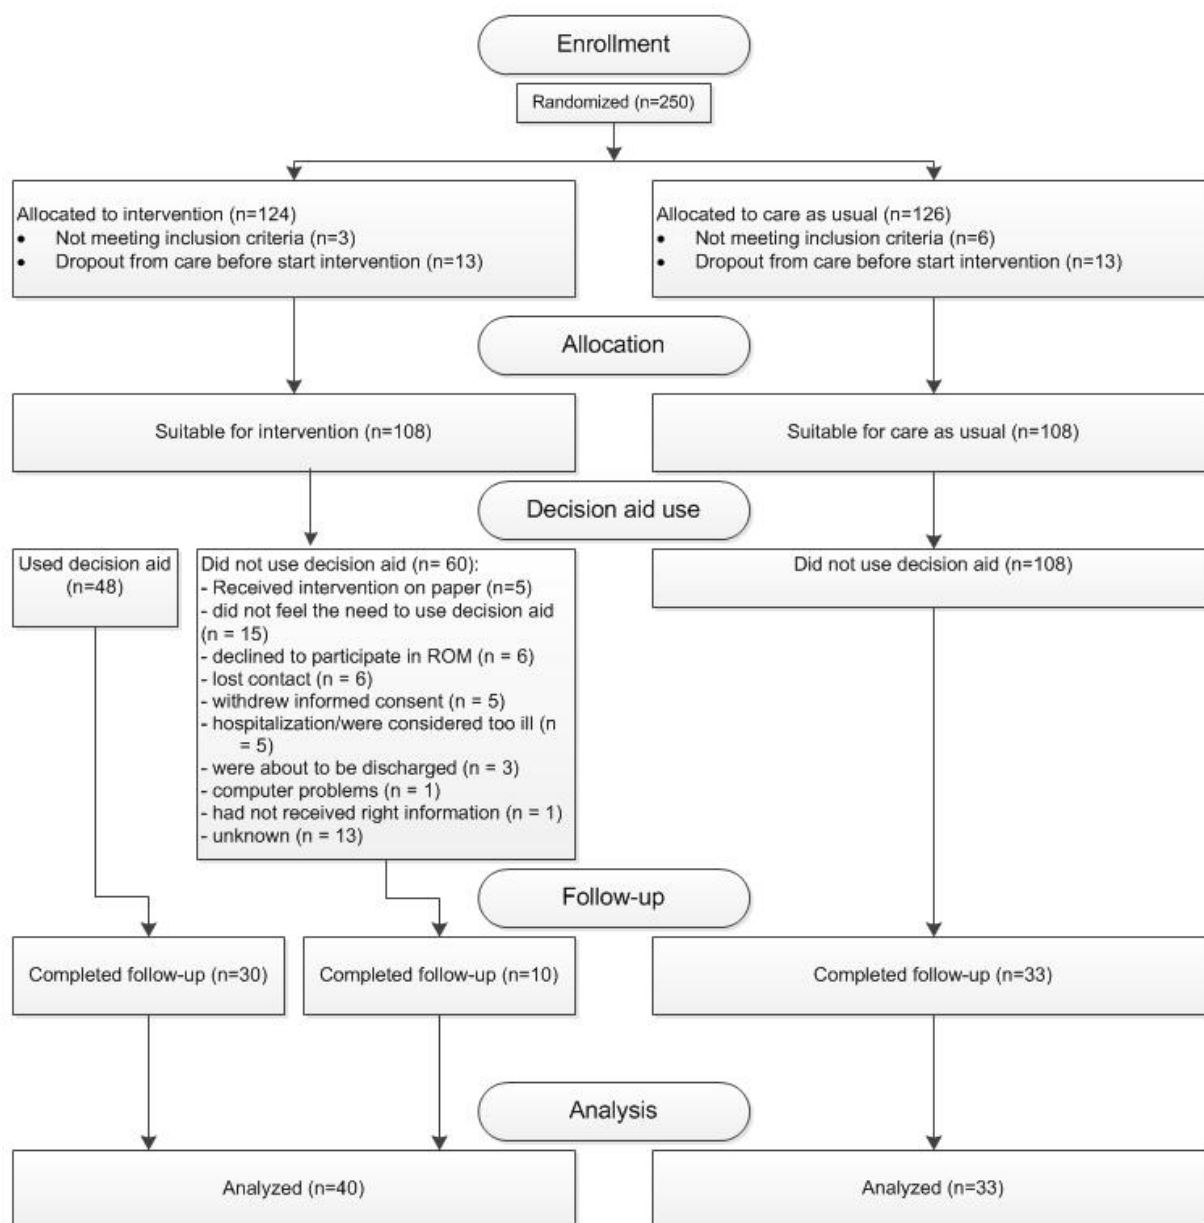 Enrollment
Randomized (n=250)
Allocated to intervention (n=124)
• Not meeting inclusion criteria (n=3)
• Dropout from care before start intervention (n=13)
Allocated to care as usual (n=126)
• Not meeting inclusion criteria (n=6)
• Dropout from care before start intervention (n=13)
Allocation
Suitable for intervention (n=108)
Suitable for care as usual (n=108)
Decision aid use
Used decision aid
(n=48)
Did not use decision aid (n= 60):
- Received intervention on paper (n=5)
- did not feel the need to use decision aid
(n = 15)
- declined to participate in ROM (n = 6)
- lost contact (n = 6)
- withdrew informed consent (n = 5)
- hospitalization/were considered too ill (n
= 5)
- were about to be discharged (n = 3)
- computer problems (n = 1)
- had not received right information (n = 1)
- unknown (n = 13)
Did not use decision aid (n=108)
Follow-up
Completed follow-up (n=30)
Completed follow-up (n=10)
Completed follow-up (n=33)
Analysis
Analyzed (n=40)
Analyzed (n=33)